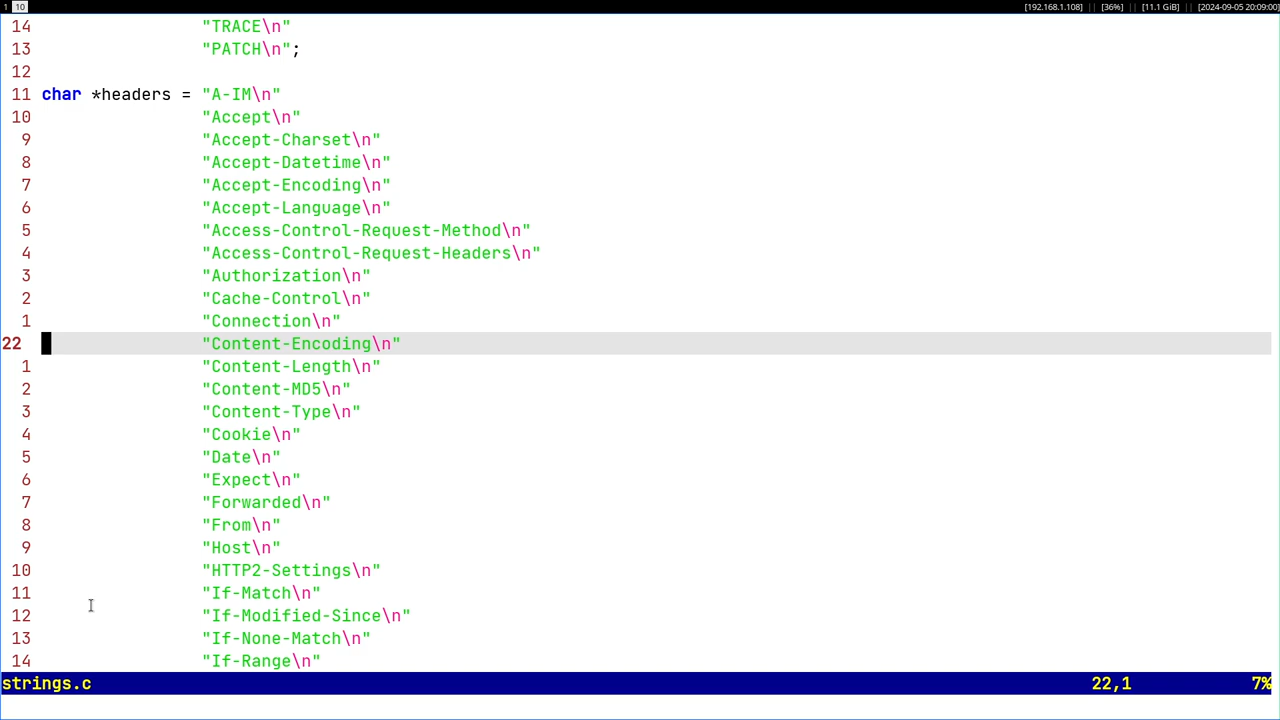 1 10 [192.168.1.108] || [36%] || [11.1 GiB] || [2024-09-05 20:09:00]
14 "TRACE\n"
13 "PATCH\n";
12
11 char *headers = "A-IM\n"
10 "Accept\n"
9 "Accept-Charset\n"
8 "Accept-Datetime\n"
7 "Accept-Encoding\n"
6 "Accept-Language\n"
5 "Access-Control-Request-Method\n"
4 "Access-Control-Request-Headers\n"
3 "Authorization\n"
2 "Cache-Control\n"
1 "Connection\n"
22 "Content-Encoding\n"
1 "Content-Length\n"
2 "Content-MD5\n"
3 "Content-Type\n"
4 "Cookie\n"
5 "Date\n"
6 "Expect\n"
7 "Forwarded\n"
8 "From\n"
9 "Host\n"
10 "HTTP2-Settings\n"
11 "If-Match\n"
12 "If-Modified-Since\n"
13 "If-None-Match\n"
14 "If-Range\n"
strings.c 22,1 7%